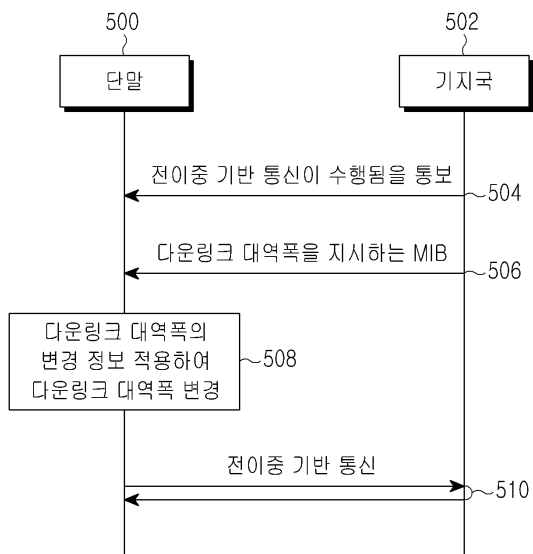 500
502
단말
기지국
전이중 기반 통신이 수행됨을 통보
504
다운링크 대역폭을 지시하는 MIB
506
다운링크 대역폭의
변경 정보 적용하여
다운링크 대역폭 변경
508
전이중 기반 통신
510